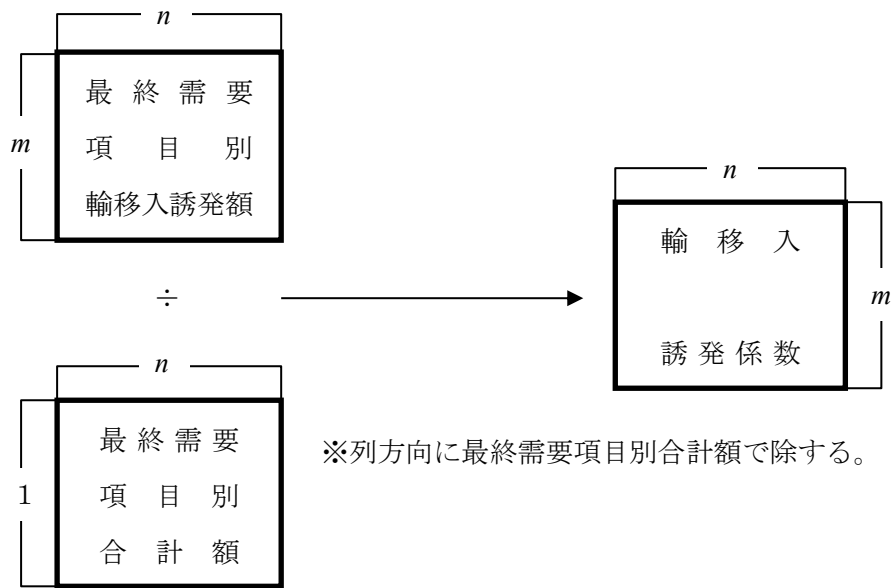 n
m
最終需要
項目別
輸移入誘発額
÷
n
1
最終需要
項目別
合計額
n
m
輸移入
誘発係数
※列方向に最終需要項目別合計額で除する。